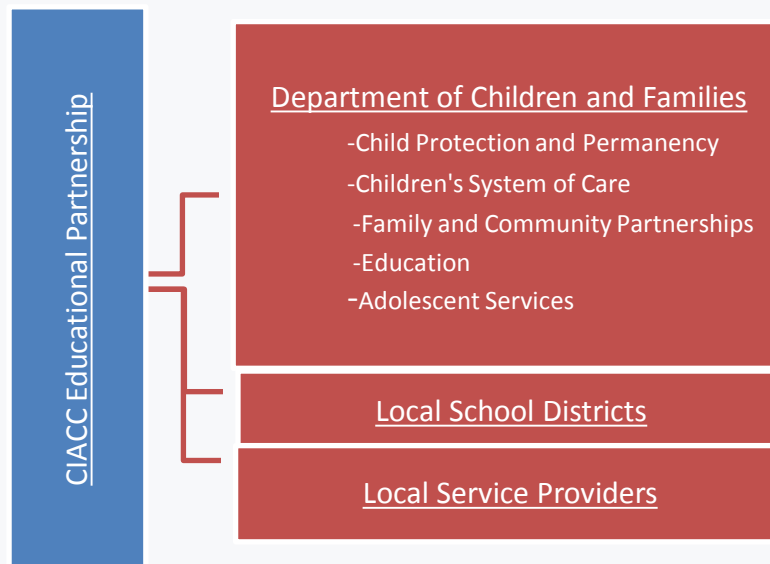 CIACC Educational Partnership
Department of Children and Families
-Child Protection and Permanency
-Children's System of Care
-Family and Community Partnerships
-Education
-Adolescent Services
Local School Districts
Local Service Providers